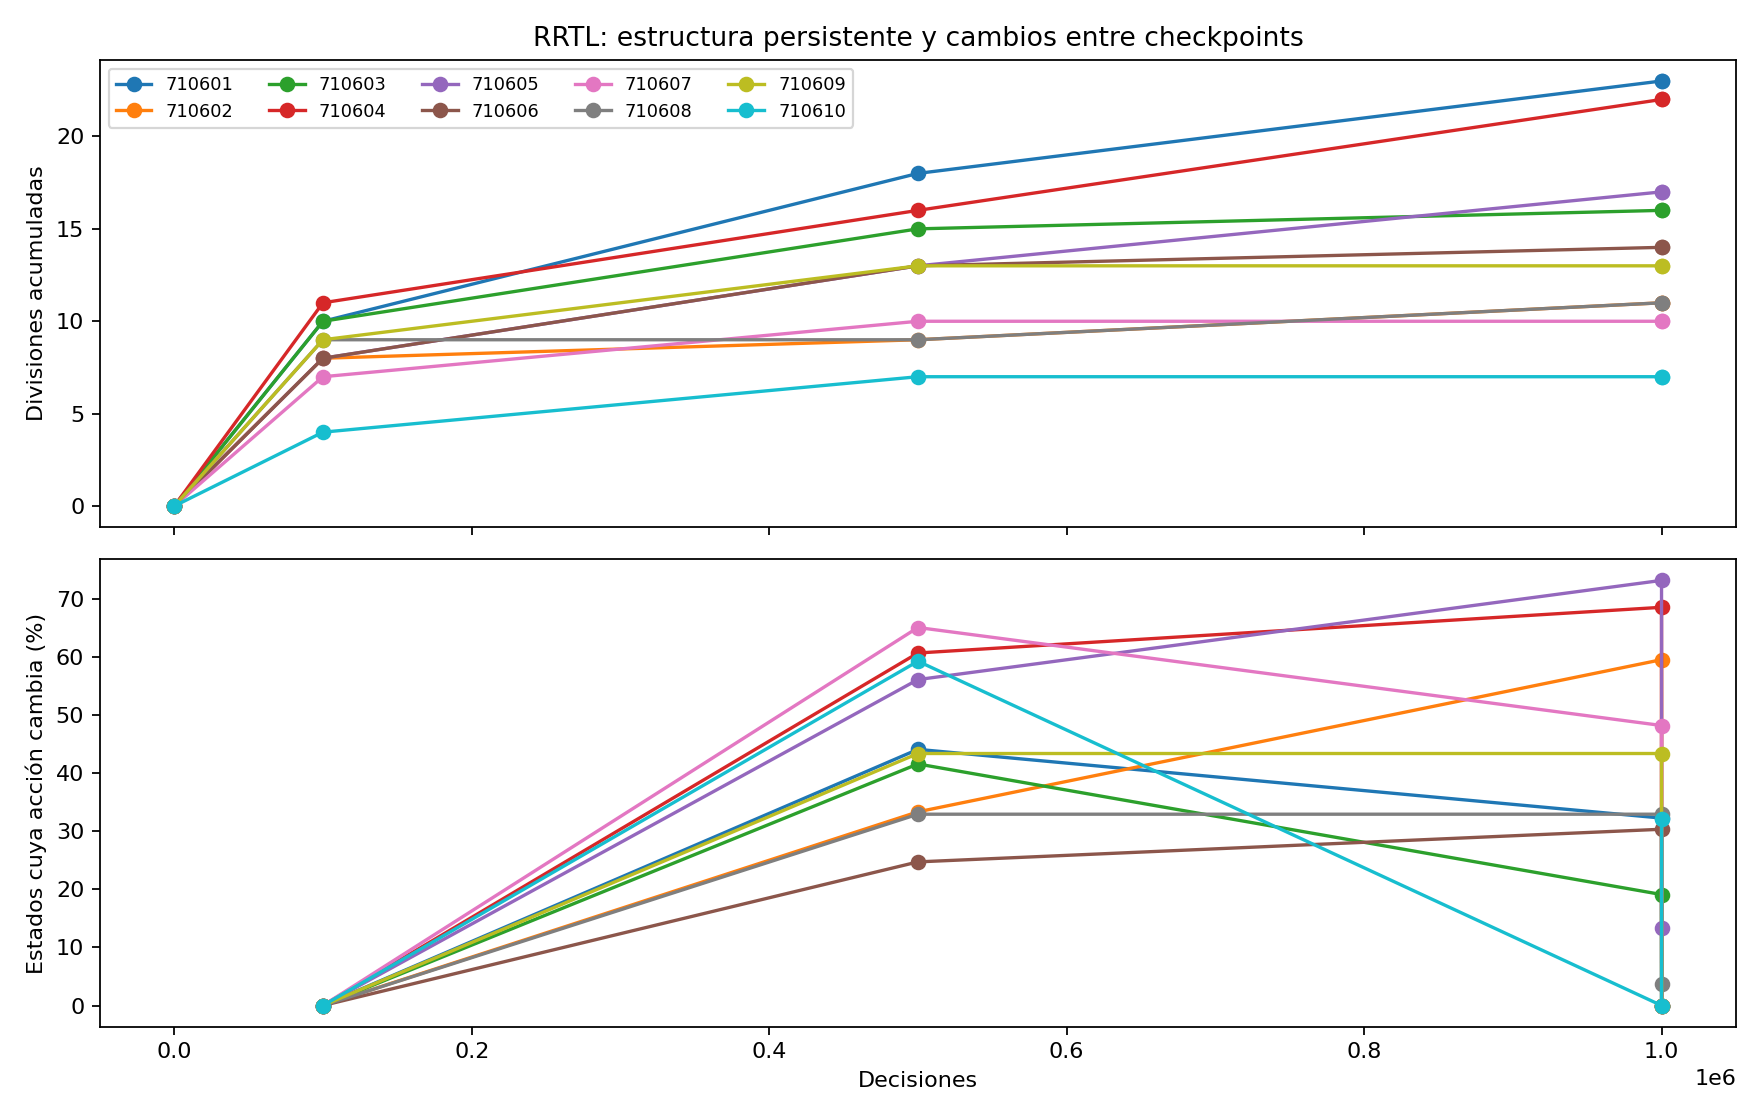 RRTL: estructura persistente y cambios entre checkpoints
710601 710603 710605 710607 710609
710602 710604 710606 710608 710610
Divisiones acumuladas
20
15
10
5
0
Estados cuya acción cambia (%)
70
60
50
40
30
20
10
0
0.0 0.2 0.4 0.6 0.8 1.0
1e6
Decisiones